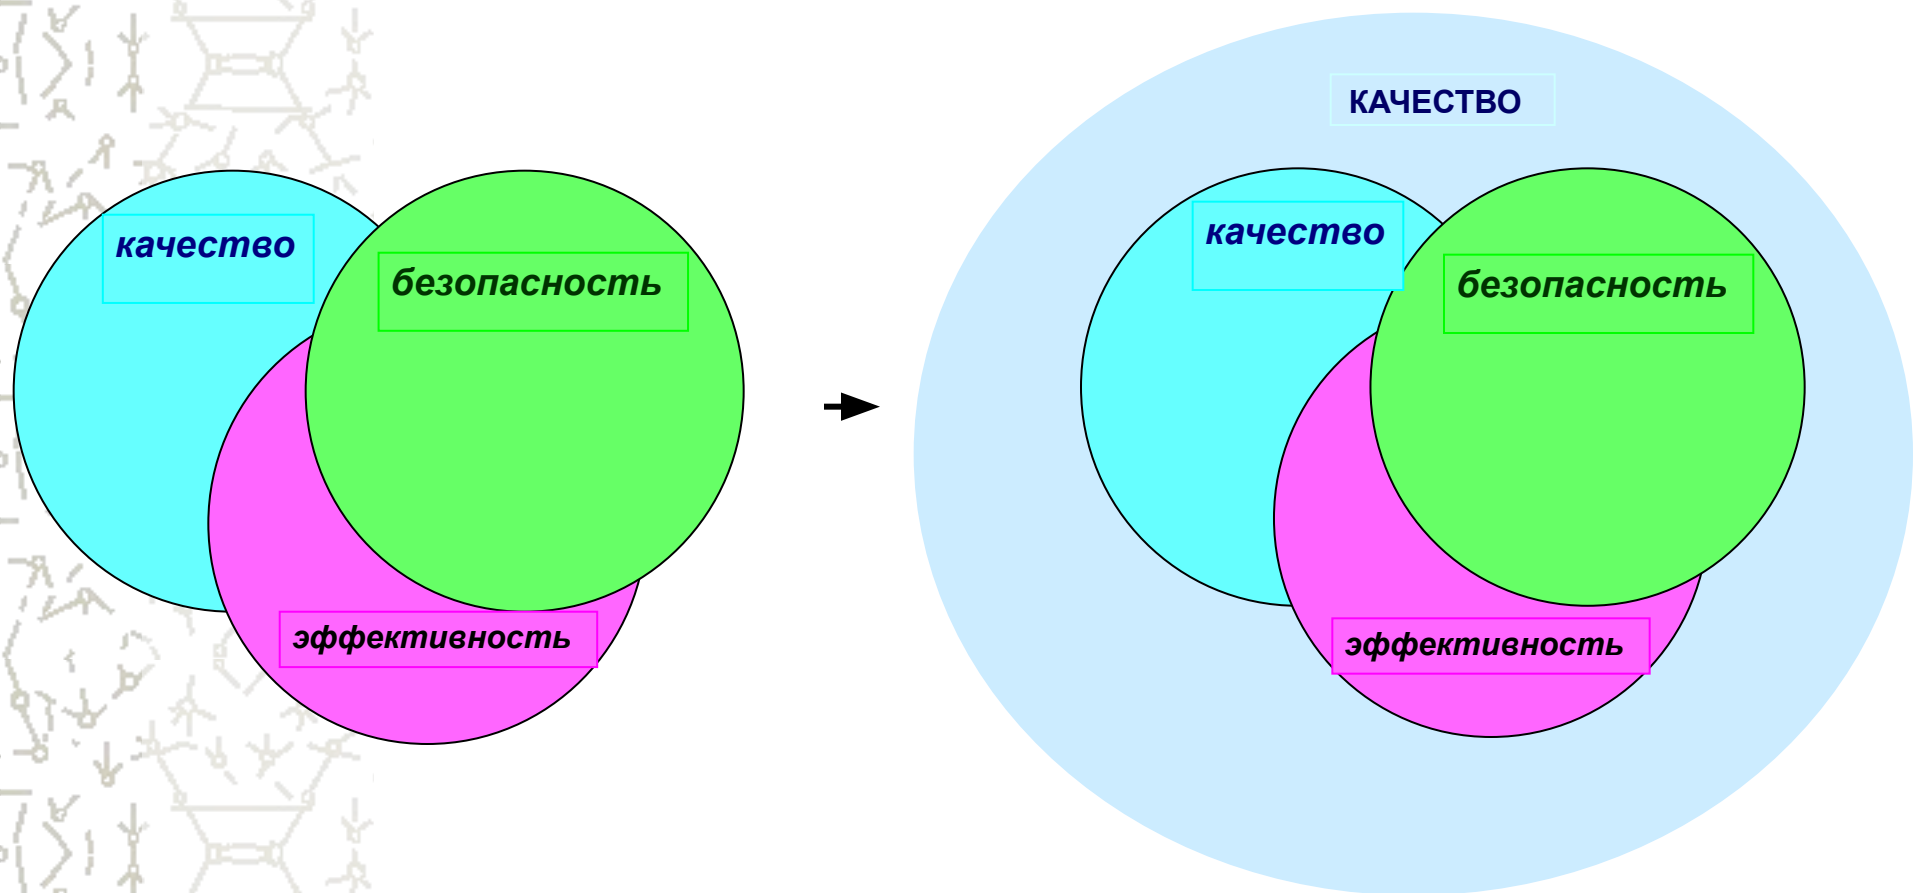 качество
безопасность
эффективность
КАЧЕСТВО
качество
безопасность
эффективность